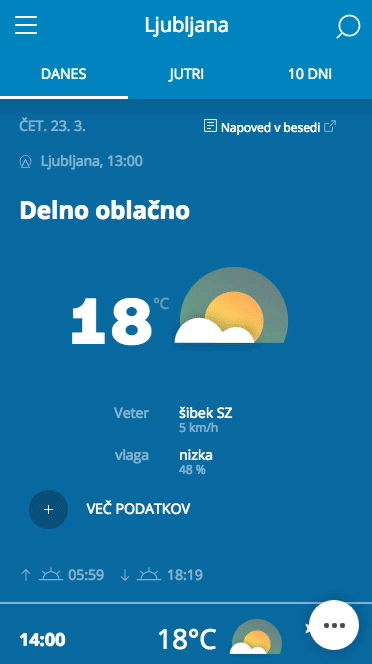 Ljubljana
DANES JUTRI 10 DNI
ČET. 23. 3. Napoved v besedi
Ljubljana, 13:00
Delno oblačno
18 °C
Veter šibek SZ
5 km/h
vlaga nizka
48 %
+ VEČ PODATKOV
↑ 05:59 ↓ 18:19
14:00 18°C